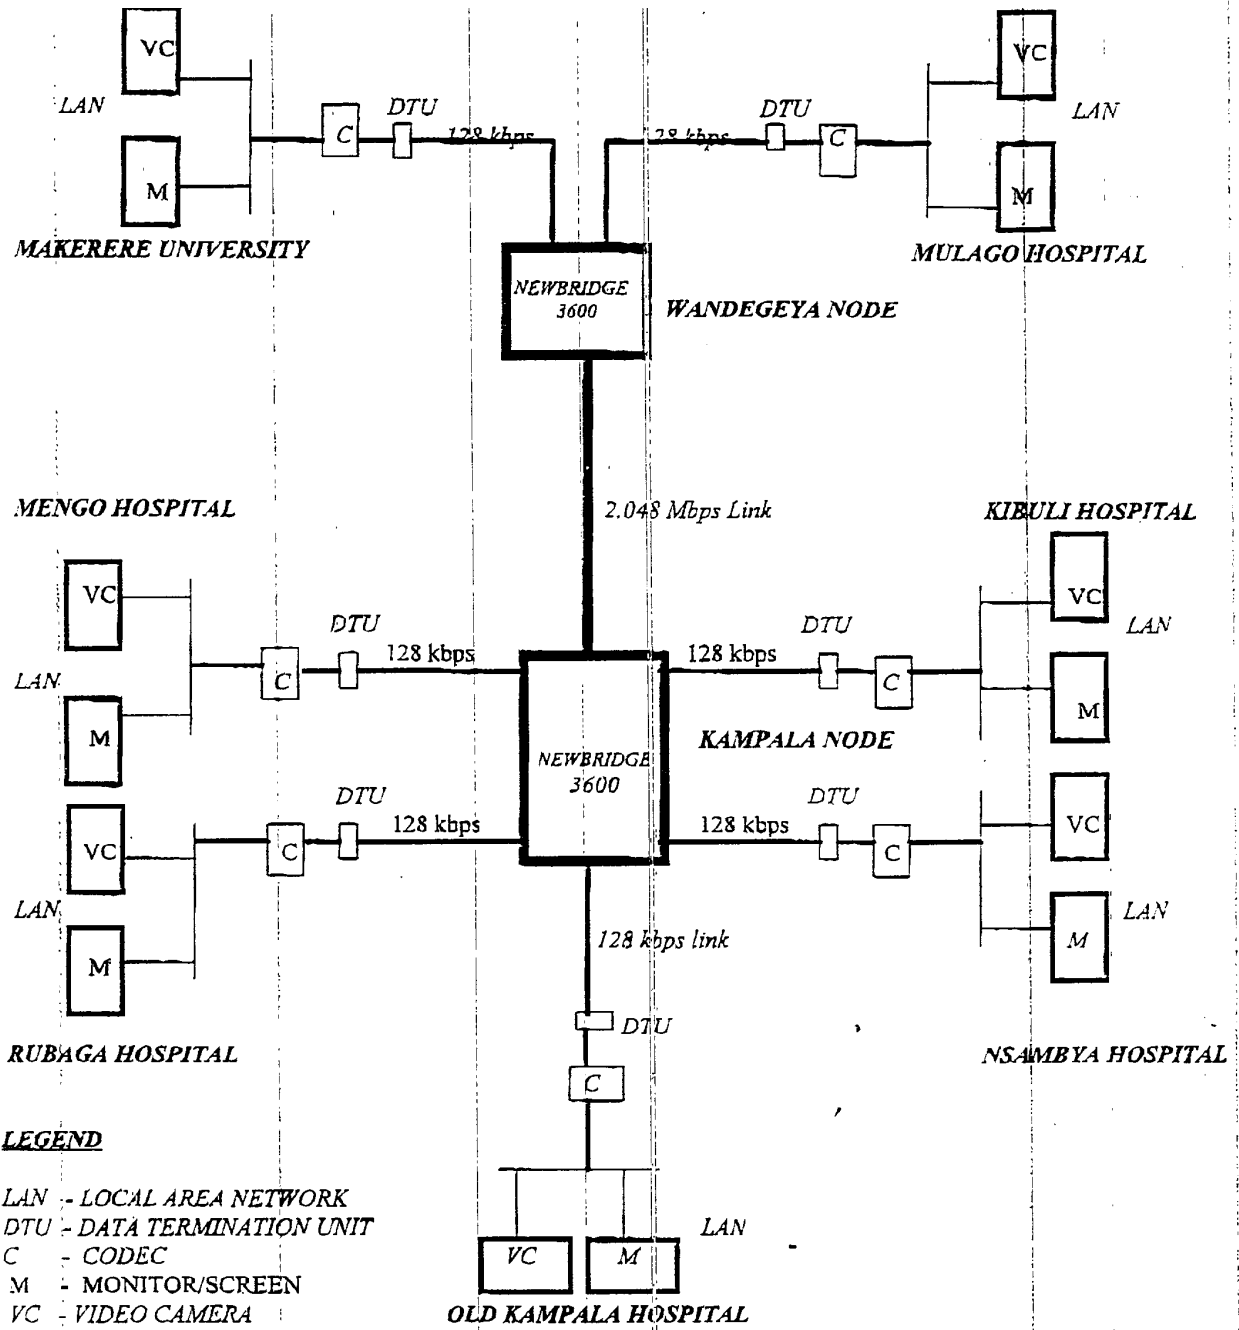 VC
VC
LAN
DTU
DTU
LAN
C
128 kbps
28 kbps
C
M
M
MAKERERE UNIVERSITY
MULAGO HOSPITAL
NEWBRIDGE
3600
WANDEGEYA NODE
MENGO HOSPITAL
2.048 Mbps Link
KIBULI HOSPITAL
VC
VC
DTU
DTU
LAN
128 kbps
128 kbps
LAN
C
C
M
M
KAMPALA NODE
NEWBRIDGE
3600
DTU
DTU
VC
128 kbps
128 kbps
VC
C
C
LAN
LAN
128 kbps link
M
M
DTU
RUBAGA HOSPITAL
NSAMBYA HOSPITAL
C
LEGEND
LAN - LOCAL AREA NETWORK
DTU - DATA TERMINATION UNIT
C - CODEC
M - MONITOR/SCREEN
VC - VIDEO CAMERA
LAN
VC
M
OLD KAMPALA HOSPITAL